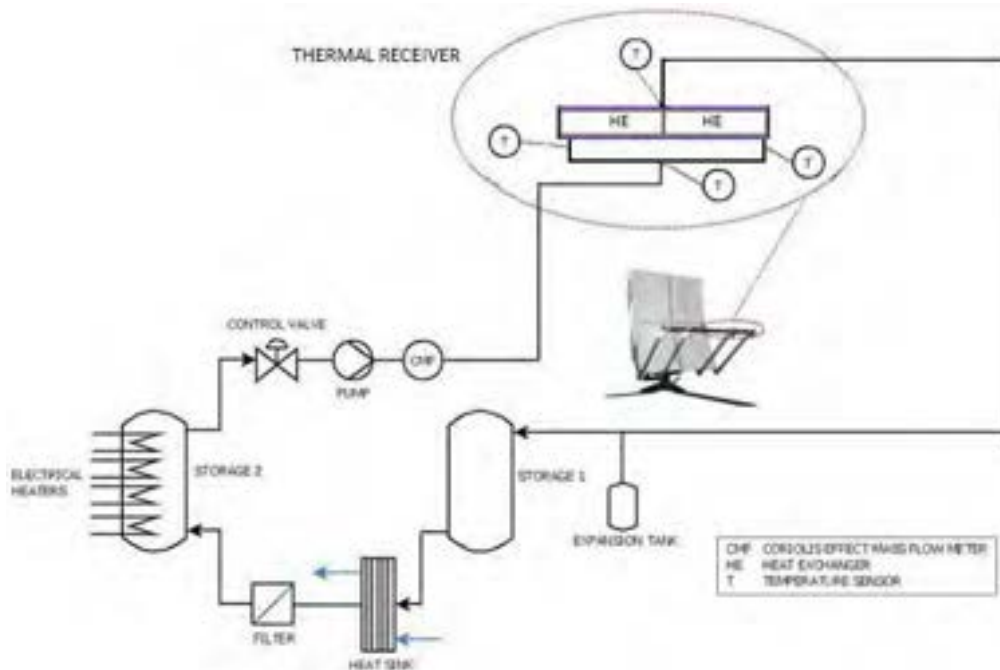 THERMAL RECEIVER
T
HE HE
T
T
T
CONTROL VALVE
CMF
PUMP
ELECTRICAL
HEATERS
STORAGE 2
STORAGE 1
EXPANSION TANK
CMF CORIOLIS EFFECT MASS FLOW METER
HE HEAT EXCHANGER
T TEMPERATURE SENSOR
FILTER
HEAT SINK